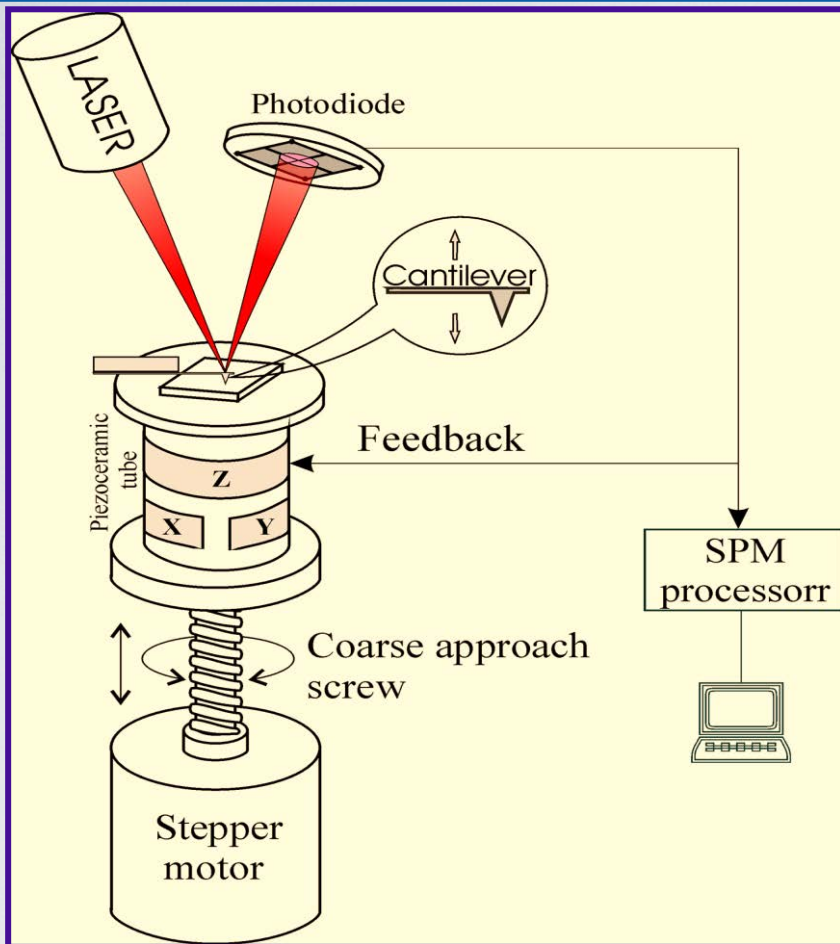 LASER
Photodiode
Cantilever
Piezoceramic
tube
Feedback
Z
X
Y
SPM
processorr
Coarse approach
screw
Stepper
motor